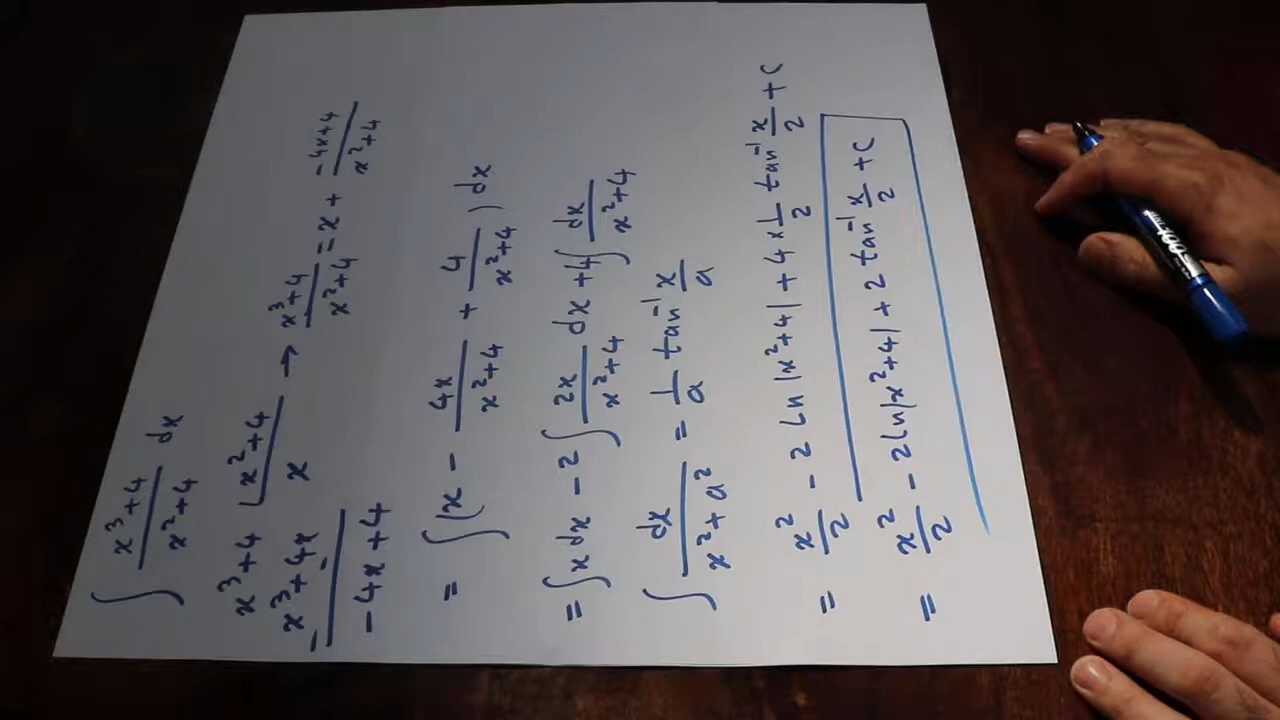 ∫ (x³+4)/(x²+4) dx
x³+4 | x²+4 → (x³+4)/(x²+4) = x + (-4x+4)/(x²+4)
-x³+-4x x
-4x+4
= ∫(x - 4x/(x²+4) + 4/(x²+4)) dx
= ∫x dx - 2 ∫ 2x/(x²+4) dx + 4∫ dx/(x²+4)
∫ dx/(x²+a²) = 1/a tan⁻¹ x/a
= x²/2 - 2 Ln|x²+4| + 4 x 1/2 tan⁻¹ x/2 + C
= x²/2 - 2Ln|x²+4| + 2 tan⁻¹ x/2 + C